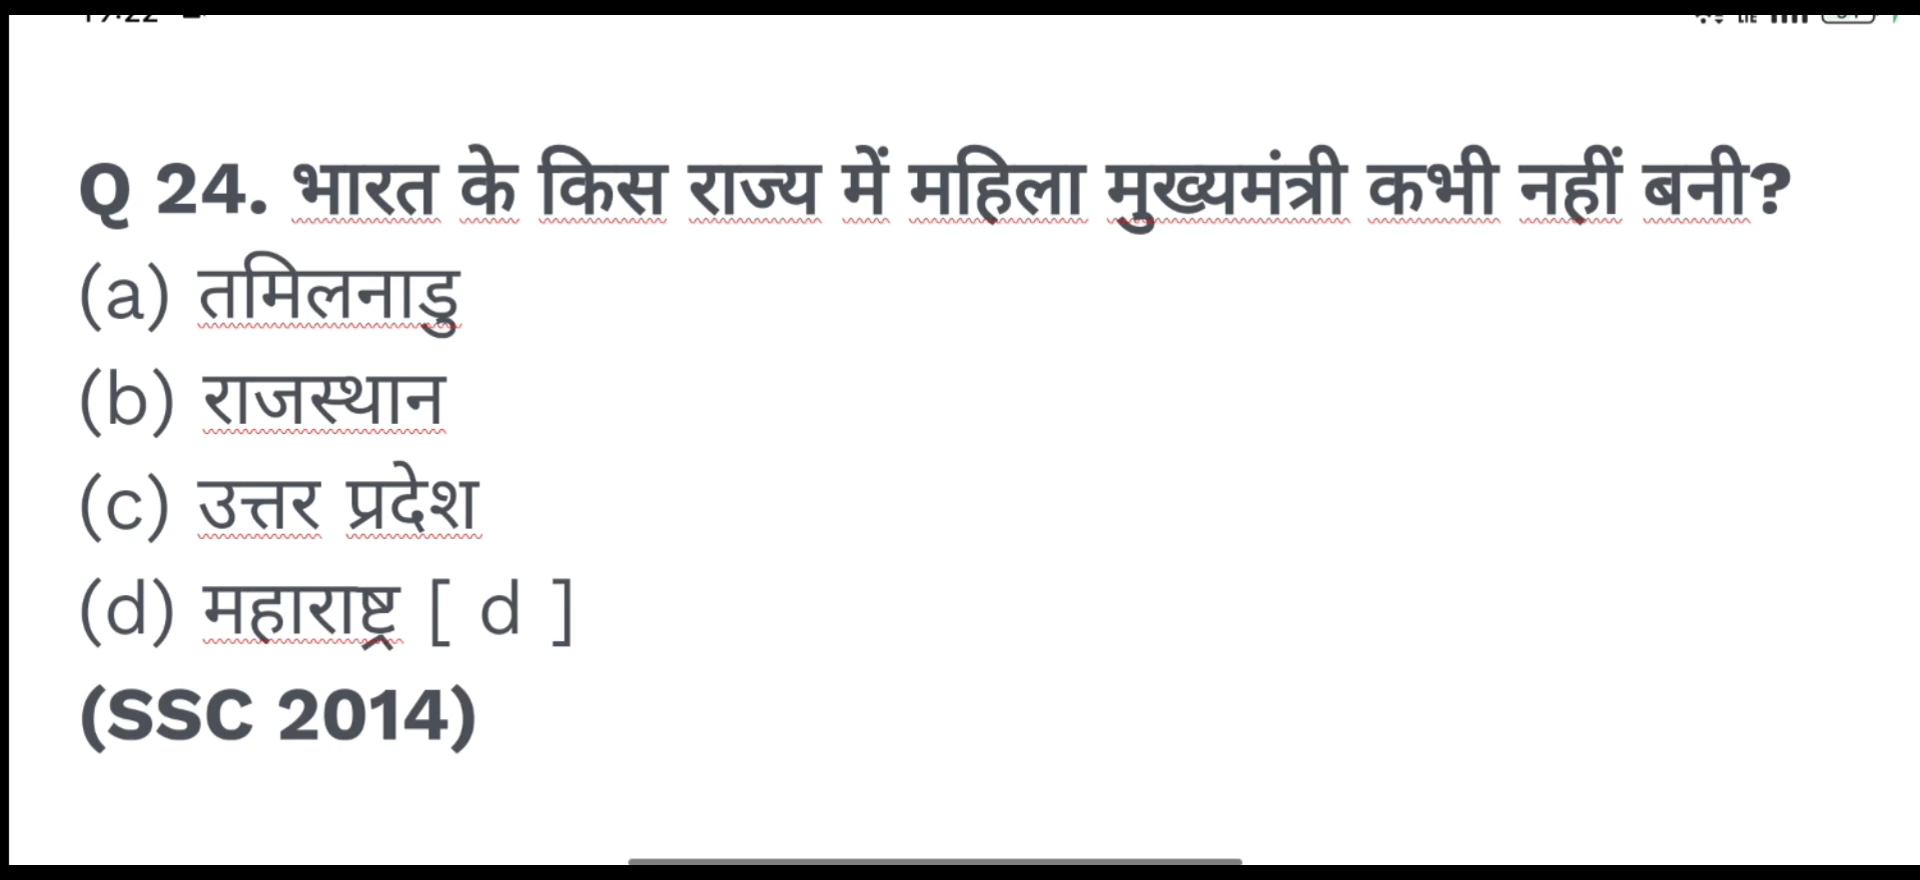 Q 24. भारत के किस राज्य में महिला मुख्यमंत्री कभी नहीं बनी?
(a) तमिलनाडु
(b) राजस्थान
(c) उत्तर प्रदेश
(d) महाराष्ट्र [ d ]
(SSC 2014)